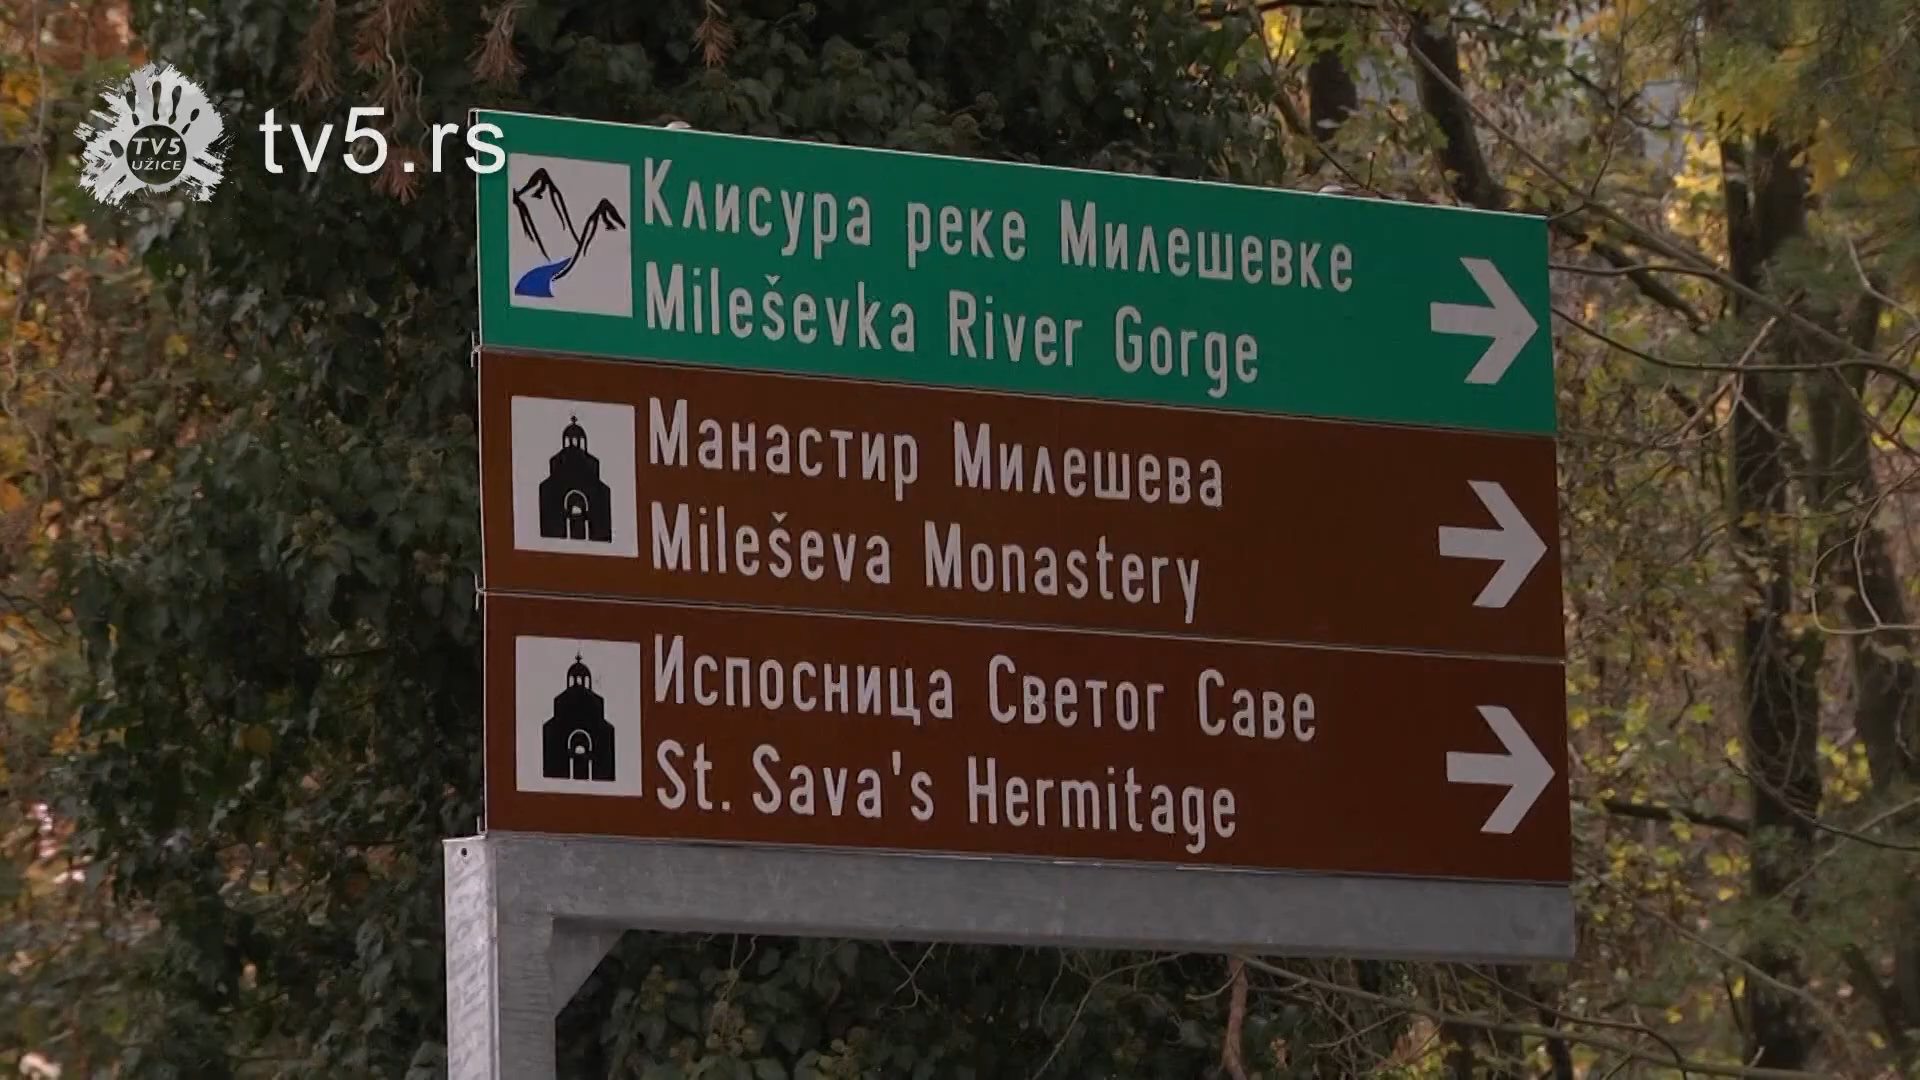 TV5
UŽICE
tv5.rs
Клисура реке Милешевке
Mileševka River Gorge
Манастир Милешева
Mileševa Monastery
Испосница Светог Саве
St. Sava's Hermitage